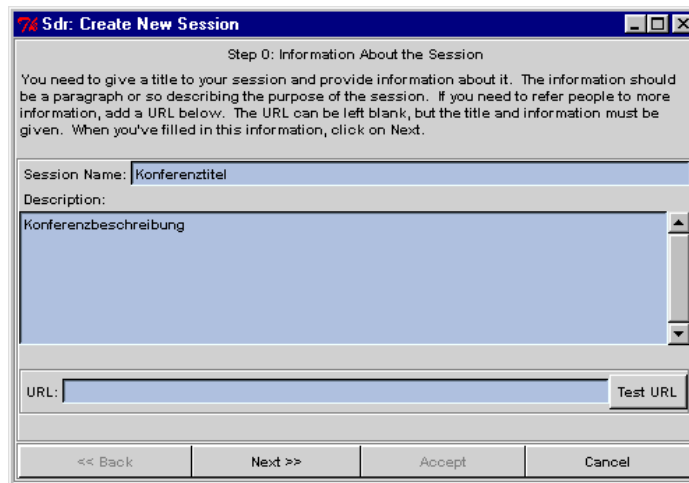 Sdr: Create New Session
Step 0: Information About the Session
You need to give a title to your session and provide information about it. The information should
be a paragraph or so describing the purpose of the session. If you need to refer people to more
information, add a URL below. The URL can be left blank, but the title and information must be
given. When you've filled in this information, click on Next.
Session Name: Konferenztitel
Description:
Konferenzbeschreibung
URL: Test URL
<< Back Next >> Accept Cancel